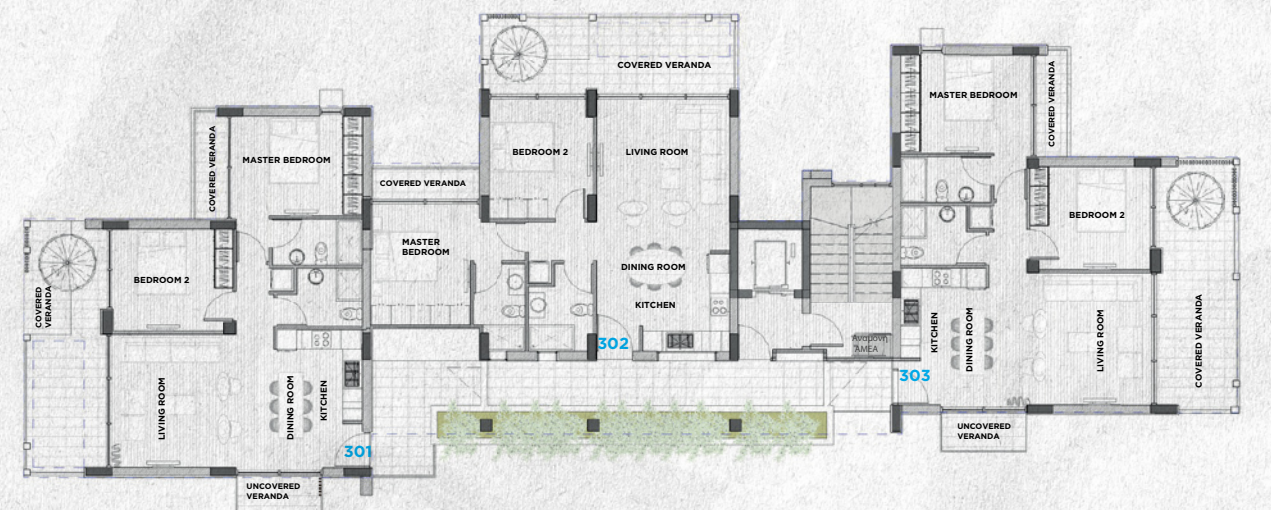 COVERED VERANDA
MASTER BEDROOM
COVERED VERANDA
BEDROOM 2
COVERED
VERANDA
LIVING ROOM
DINING ROOM
KITCHEN
301
UNCOVERED
VERANDA
COVERED VERANDA
MASTER
BEDROOM
COVERED VERANDA
BEDROOM 2
LIVING ROOM
DINING ROOM
KITCHEN
302
Αναμονή
ΑΜΕΑ
MASTER BEDROOM
COVERED VERANDA
BEDROOM 2
COVERED VERANDA
KITCHEN
DINING ROOM
LIVING ROOM
303
UNCOVERED
VERANDA